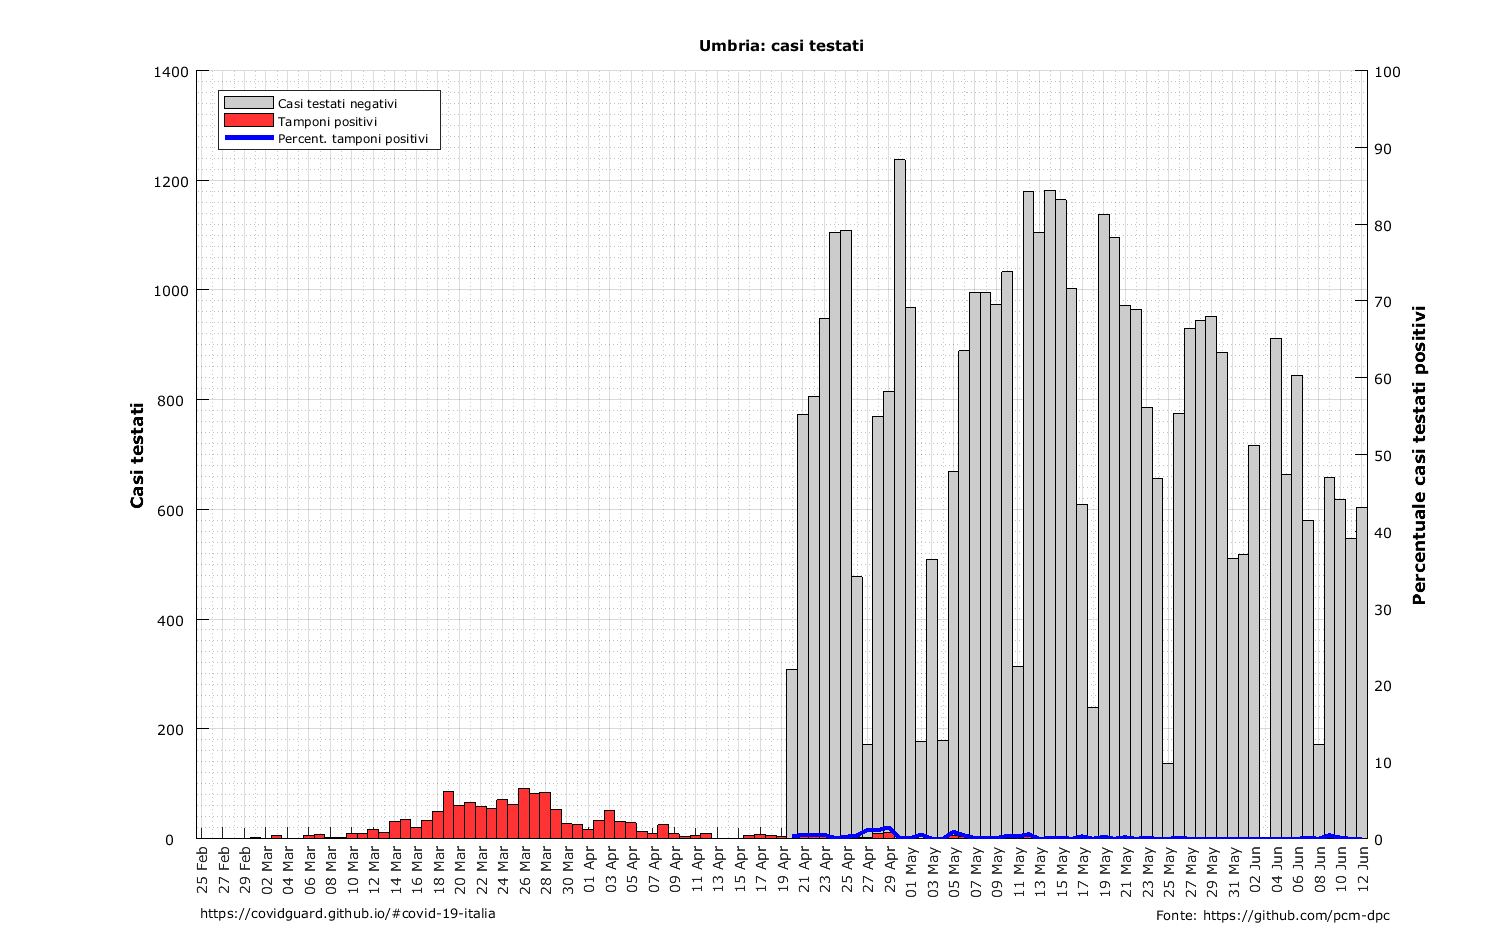 Umbria: casi testati
Casi testati negativi
Tamponi positivi
Percent. tamponi positivi
Casi testati
1400
1200
1000
800
600
400
200
0
Percentuale casi testati positivi
100
90
80
70
60
50
40
30
20
10
0
25 Feb
27 Feb
29 Feb
02 Mar
04 Mar
06 Mar
08 Mar
10 Mar
12 Mar
14 Mar
16 Mar
18 Mar
20 Mar
22 Mar
24 Mar
26 Mar
28 Mar
30 Mar
01 Apr
03 Apr
05 Apr
07 Apr
09 Apr
11 Apr
13 Apr
15 Apr
17 Apr
19 Apr
21 Apr
23 Apr
25 Apr
27 Apr
29 Apr
01 May
03 May
05 May
07 May
09 May
11 May
13 May
15 May
17 May
19 May
21 May
23 May
25 May
27 May
29 May
31 May
02 Jun
04 Jun
06 Jun
08 Jun
10 Jun
12 Jun
https://covidguard.github.io/#covid-19-italia
Fonte: https://github.com/pcm-dpc